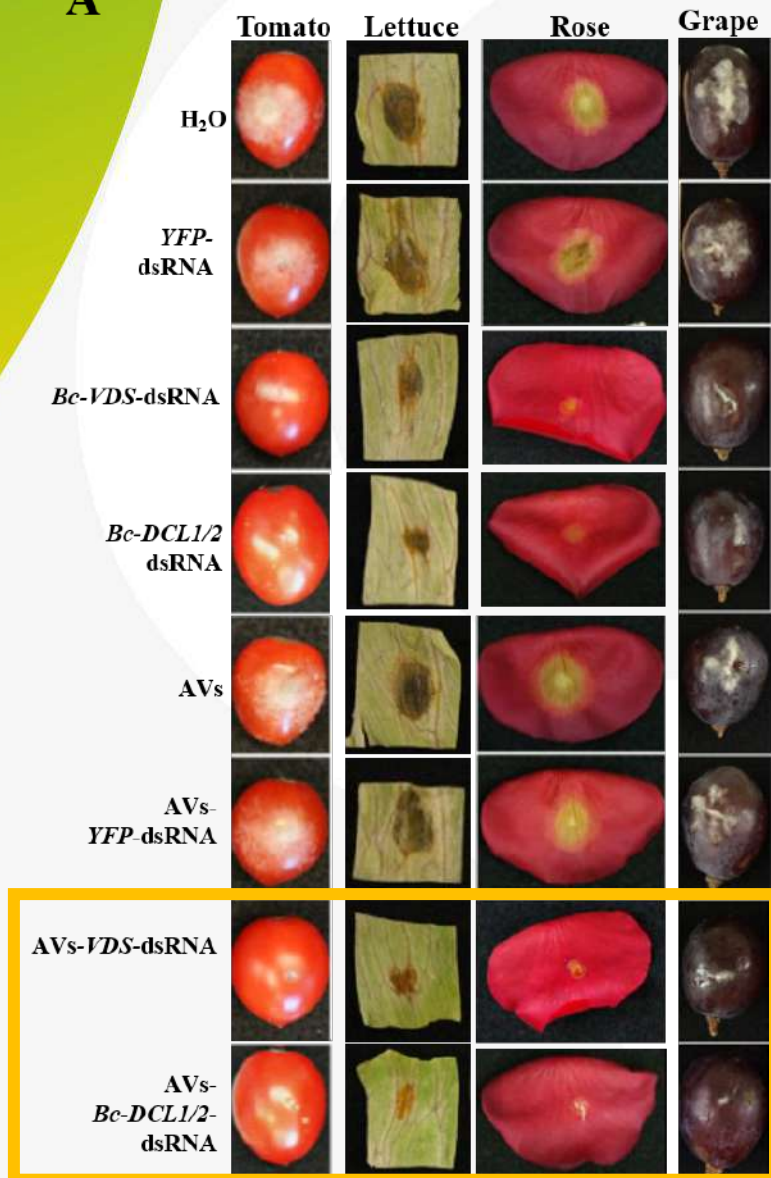 A
Tomato Lettuce Rose Grape
H₂O
YFP-
dsRNA
Bc-VDS-dsRNA
Bc-DCL1/2
dsRNA
AVs
AVs-
YFP-dsRNA
AVs-VDS-dsRNA
AVs-
Bc-DCL1/2-
dsRNA